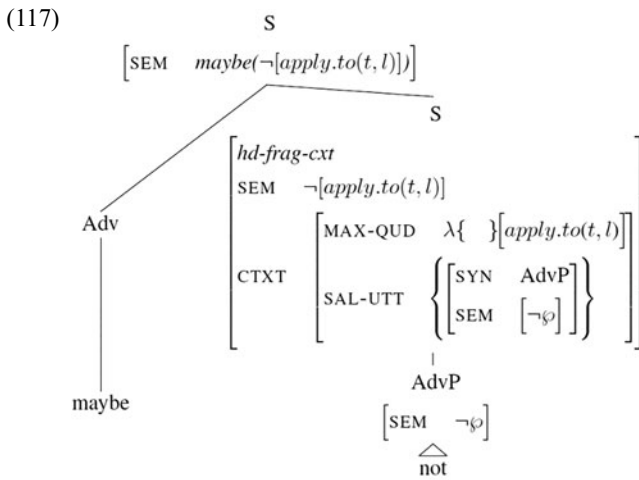 (117)
S
[SEM maybe(¬[apply.to(t, l)])]
S
[hd-frag-cxt
SEM ¬[apply.to(t, l)]
Adv
MAX-QUD λ{ }[apply.to(t, l)]
CTXT
SAL-UTT {[SYN AdvP
SEM [¬℘]]}
AdvP
maybe
[SEM ¬℘]
not